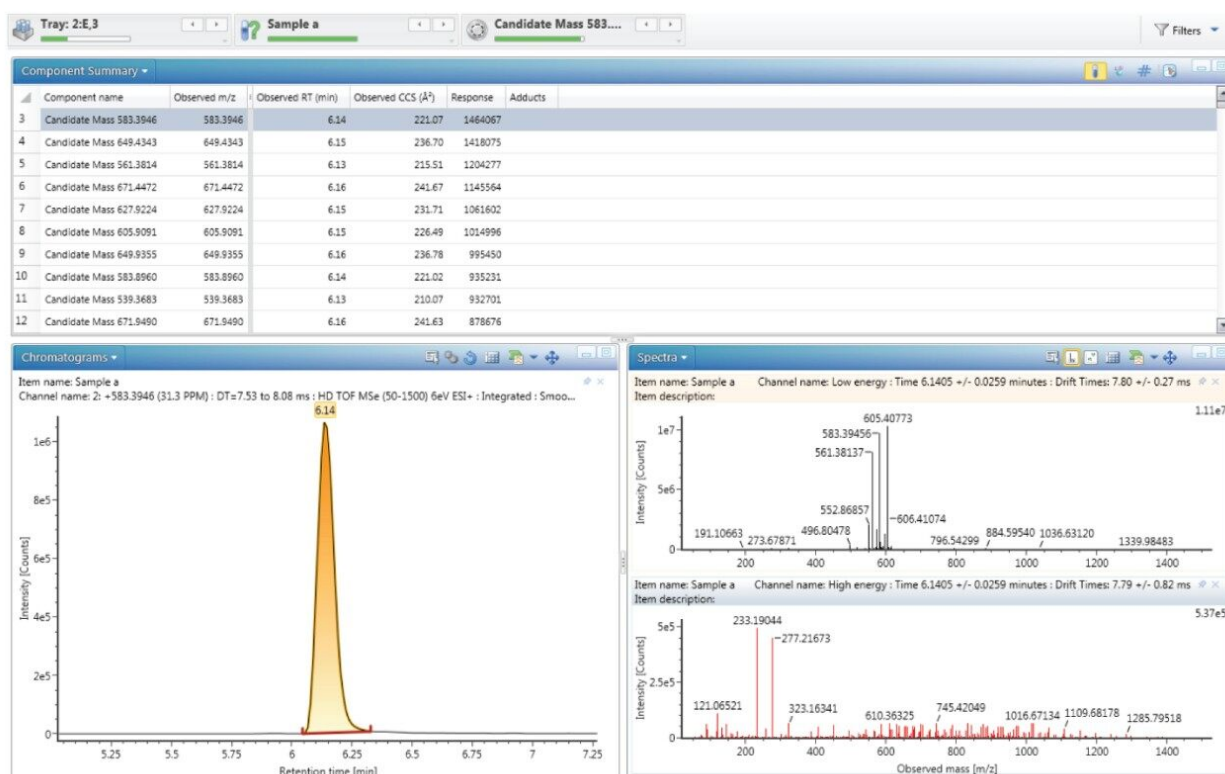 Tray: 2:E,3
Sample a
Candidate Mass 583....
Filters
Component Summary
Component name Observed m/z Observed RT (min) Observed CCS (Å²) Response Adducts
3 Candidate Mass 583.3946 583.3946 6.14 221.07 1464067
4 Candidate Mass 649.4343 649.4343 6.15 236.70 1418075
5 Candidate Mass 561.3814 561.3814 6.13 215.51 1204277
6 Candidate Mass 671.4472 671.4472 6.16 241.67 1145564
7 Candidate Mass 627.9224 627.9224 6.15 231.71 1061602
8 Candidate Mass 605.9091 605.9091 6.15 226.49 1014996
9 Candidate Mass 649.9355 649.9355 6.16 236.78 995450
10 Candidate Mass 583.8960 583.8960 6.14 221.02 935231
11 Candidate Mass 539.3683 539.3683 6.13 210.07 932701
12 Candidate Mass 671.9490 671.9490 6.16 241.63 878676
Chromatograms
Item name: Sample a
Channel name: 2: +583.3946 (31.3 PPM) : DT=7.53 to 8.08 ms : HD TOF MSe (50-1500) 6eV ESI+ : Integrated : Smoo...
6.14
1e6
8e5
6e5
4e5
2e5
0
Intensity [Counts]
5.25 5.5 5.75 6 6.25 6.5 6.75 7 7.25
Retention time [min]
Spectra
Item name: Sample a Channel name: Low energy : Time 6.1405 +/- 0.0259 minutes : Drift Times: 7.80 +/- 0.27 ms
Item description:
1.11e7
605.40773
1e7
583.39456
561.38137
5e6
552.86857
606.41074
191.10663
273.67871
496.80478
796.54299
884.59540
1036.63120
1339.98483
0
Intensity [Counts]
200 400 600 800 1000 1200 1400
Item name: Sample a Channel name: High energy : Time 6.1405 +/- 0.0259 minutes : Drift Times: 7.79 +/- 0.82 ms
Item description:
5.37e5
5e5
233.19044
277.21673
2.5e5
121.06521
323.16341
610.36325
745.42049
1016.67134
1109.68178
1285.79518
0
Intensity [Counts]
200 400 600 800 1000 1200 1400
Observed mass [m/z]